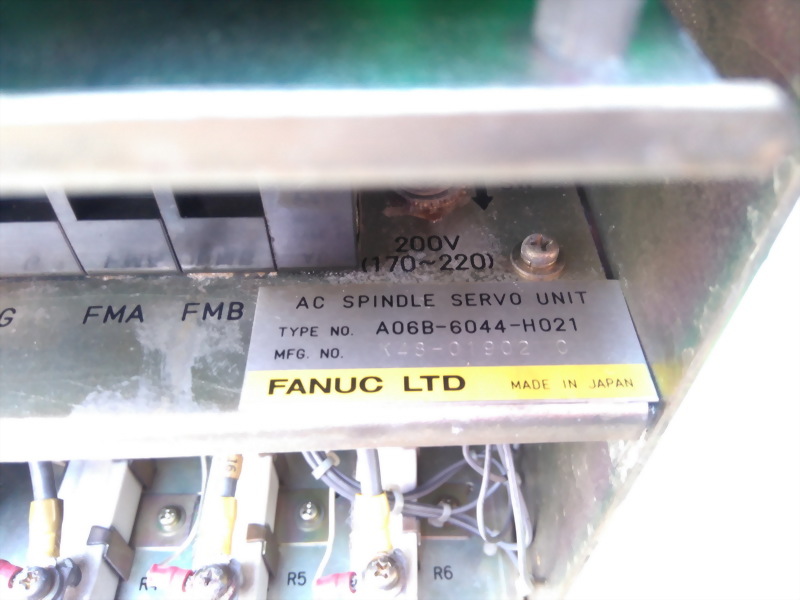 200V
(170~220)
G FMA FMB
AC SPINDLE SERVO UNIT
TYPE NO. A06B-6044-H021
MFG. NO.
FANUC LTD MADE IN JAPAN
R5 R6